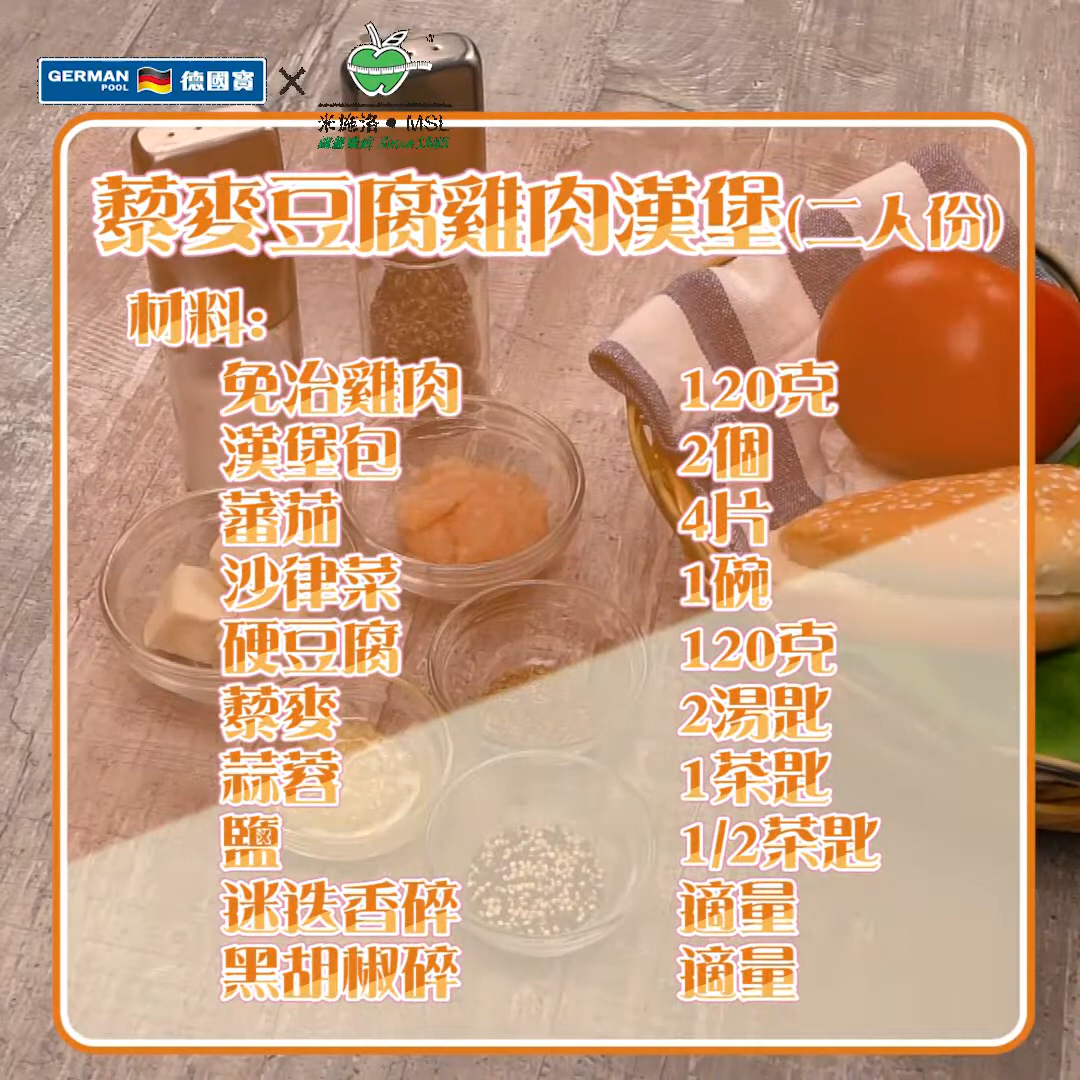 GERMAN POOL 德國寶 × 米施洛•MSL
藜麥豆腐雞肉漢堡(二人份)
材料:
免冶雞肉 120克
漢堡包 2個
蕃茄 4片
沙律菜 1碗
硬豆腐 120克
藜麥 2湯匙
蒜蓉 1茶匙
鹽 1/2茶匙
迷迭香碎 適量
黑胡椒碎 適量